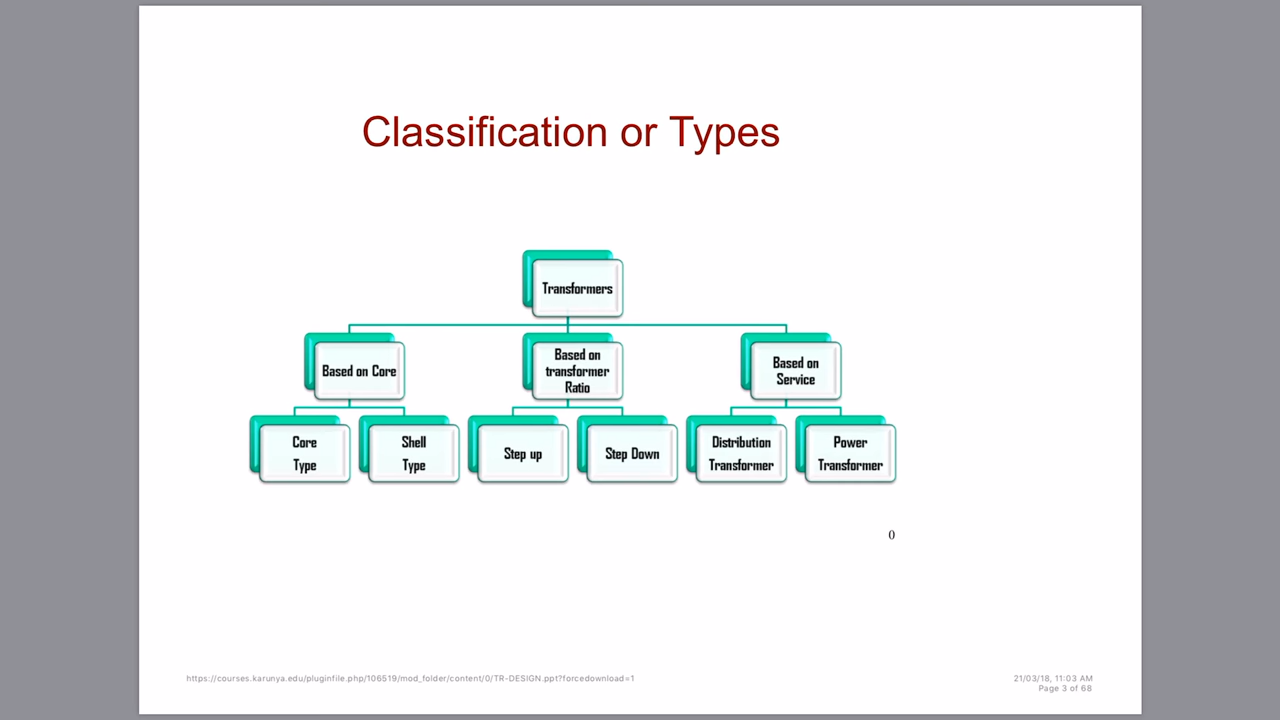 Classification or Types
Transformers
Based on Core
Based on
transformer
Ratio
Based on
Service
Core
Type
Shell
Type
Step up
Step Down
Distribution
Transformer
Power
Transformer
0
https://courses.karunya.edu/pluginfile.php/106519/mod_folder/content/0/TR-DESIGN.ppt?forcedownload=1
21/03/18, 11:03 AM
Page 3 of 68